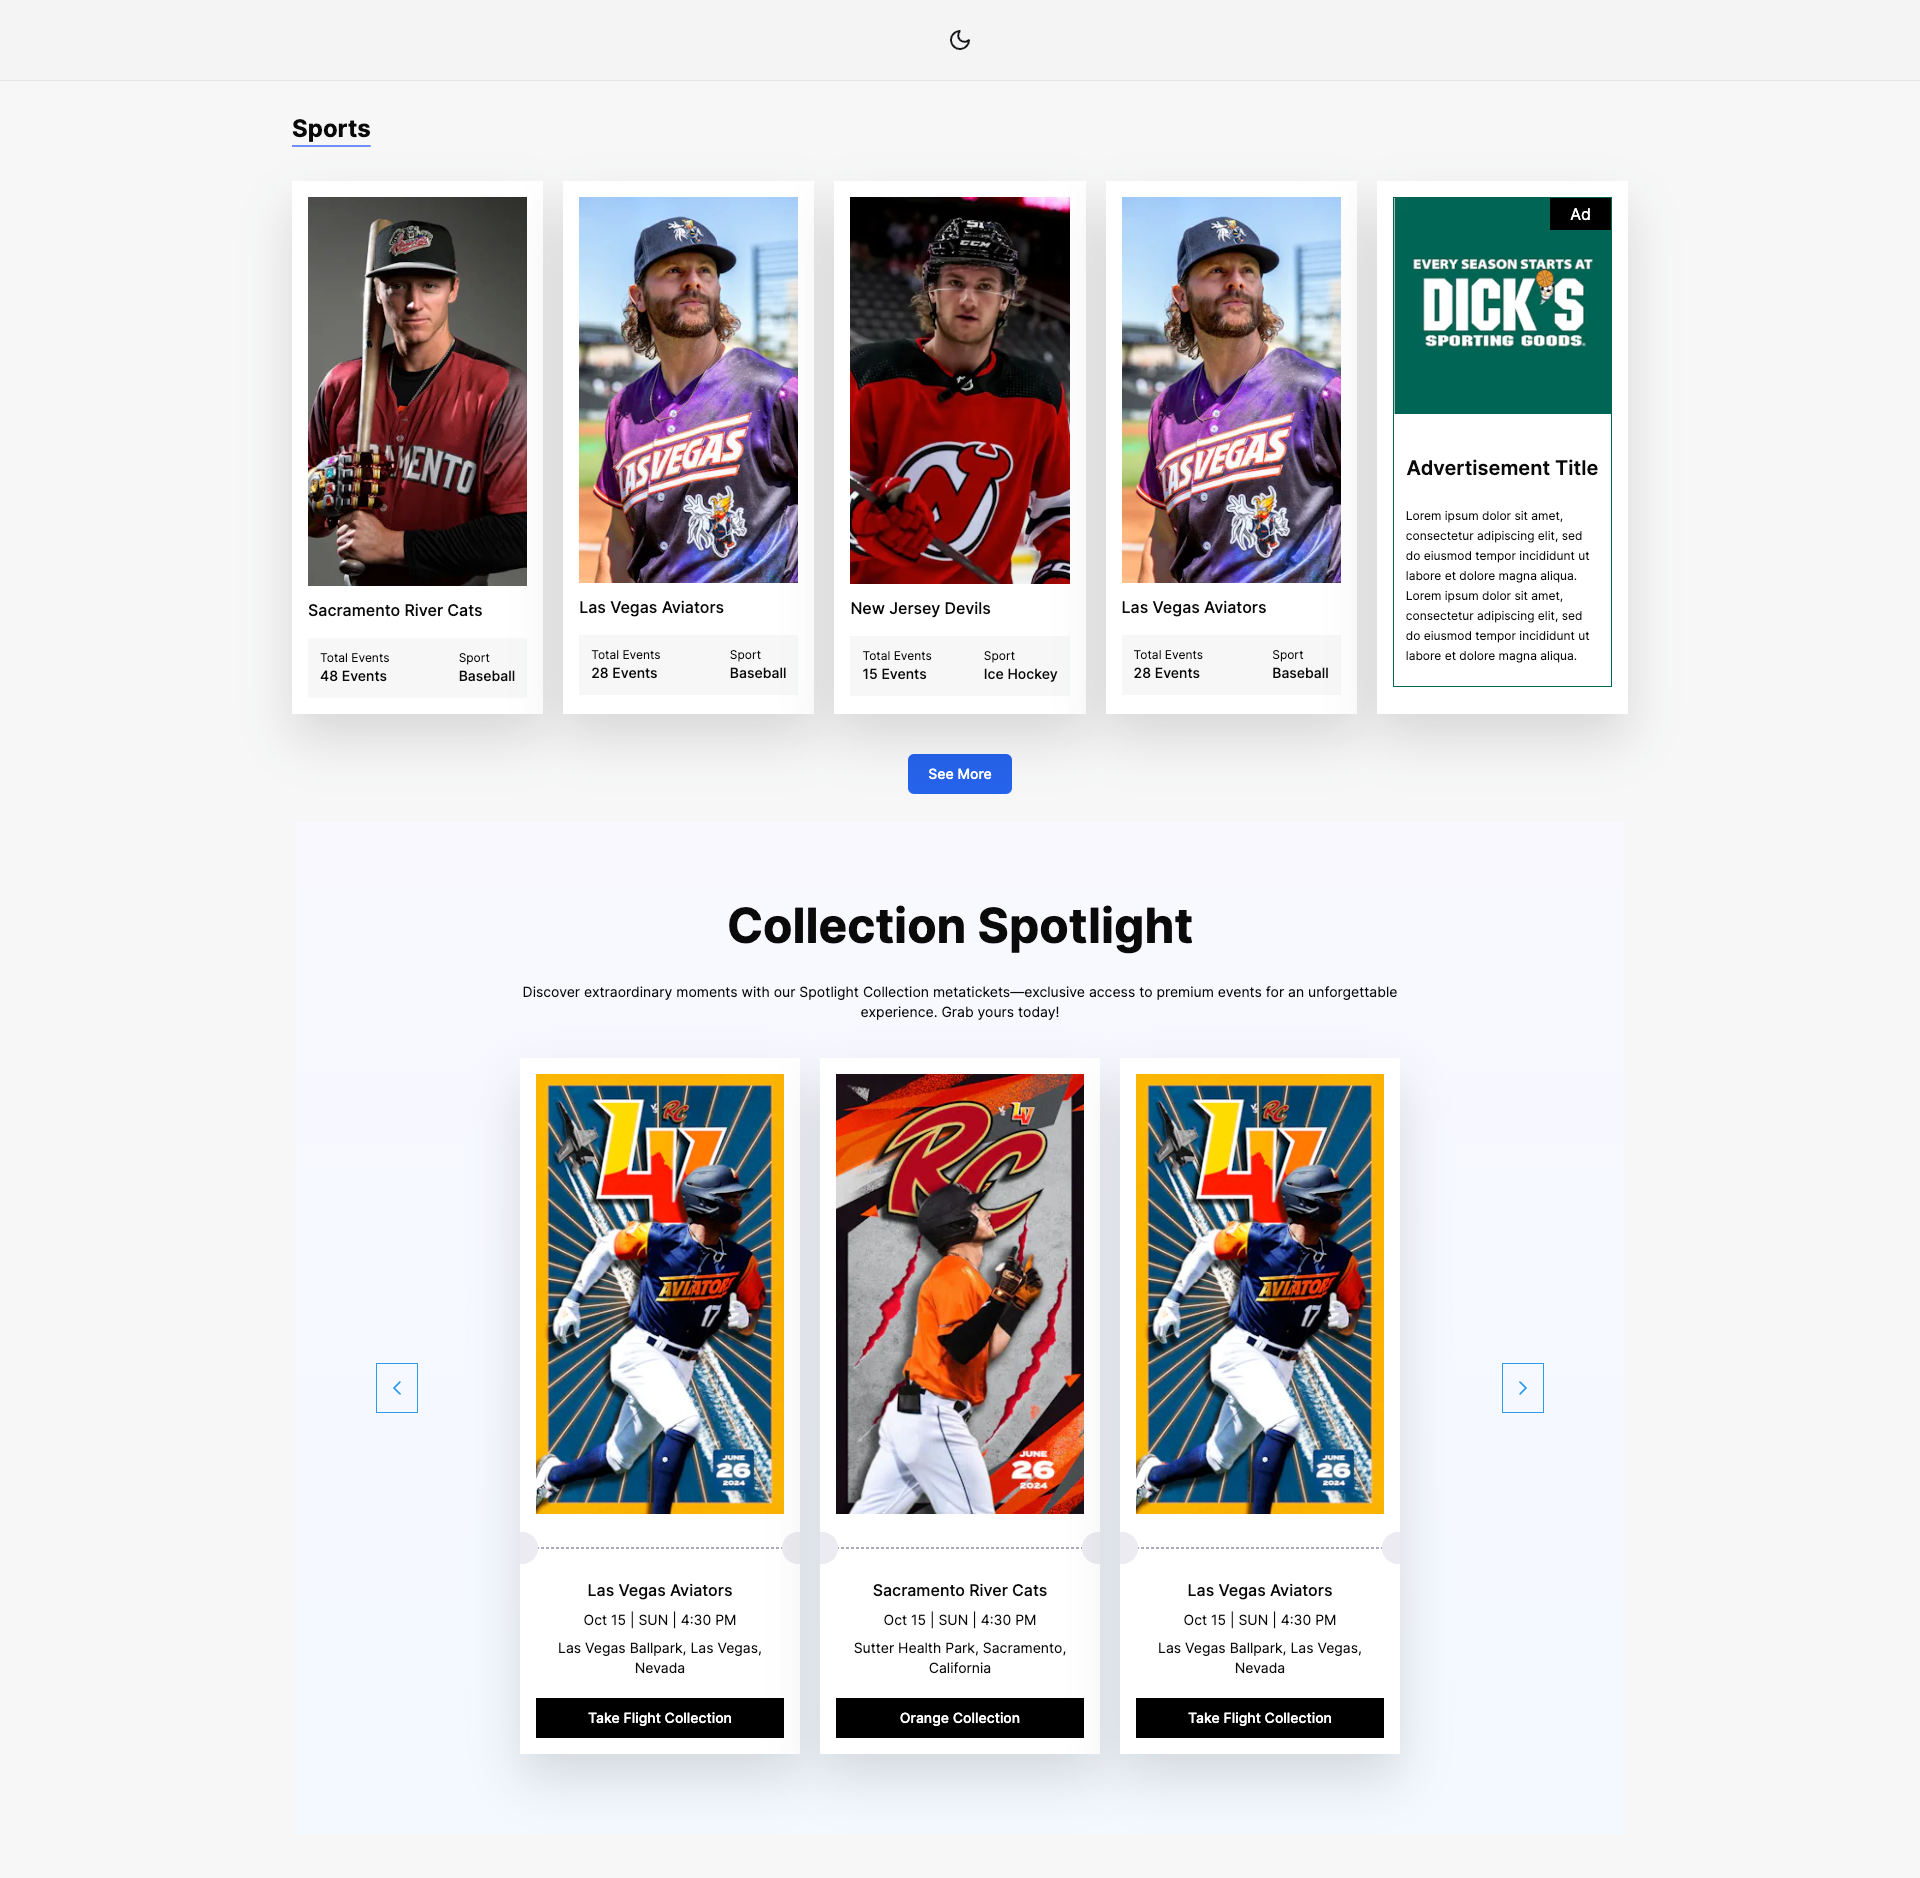 Sports
SACRAMENTO
LAS VEGAS
51
CCM
LAS VEGAS
Ad
EVERY SEASON STARTS AT
DICK'S
SPORTING GOODS
Advertisement Title
Lorem ipsum dolor sit amet,
consectetur adipiscing elit, sed
do eiusmod tempor incididunt ut
labore et dolore magna aliqua.
Lorem ipsum dolor sit amet,
consectetur adipiscing elit, sed
do eiusmod tempor incididunt ut
labore et dolore magna aliqua.
Sacramento River Cats
Total Events Sport
48 Events Baseball
Las Vegas Aviators
Total Events Sport
28 Events Baseball
New Jersey Devils
Total Events Sport
15 Events Ice Hockey
Las Vegas Aviators
Total Events Sport
28 Events Baseball
See More
Collection Spotlight
Discover extraordinary moments with our Spotlight Collection metatickets—exclusive access to premium events for an unforgettable
experience. Grab yours today!
LV
VS RC
AVIATORS
17
JUNE
26
2024
Las Vegas Aviators
Oct 15 | SUN | 4:30 PM
Las Vegas Ballpark, Las Vegas,
Nevada
Take Flight Collection
RC
VS LV
JUNE
26
2024
Sacramento River Cats
Oct 15 | SUN | 4:30 PM
Sutter Health Park, Sacramento,
California
Orange Collection
LV
VS RC
AVIATORS
17
JUNE
26
2024
Las Vegas Aviators
Oct 15 | SUN | 4:30 PM
Las Vegas Ballpark, Las Vegas,
Nevada
Take Flight Collection